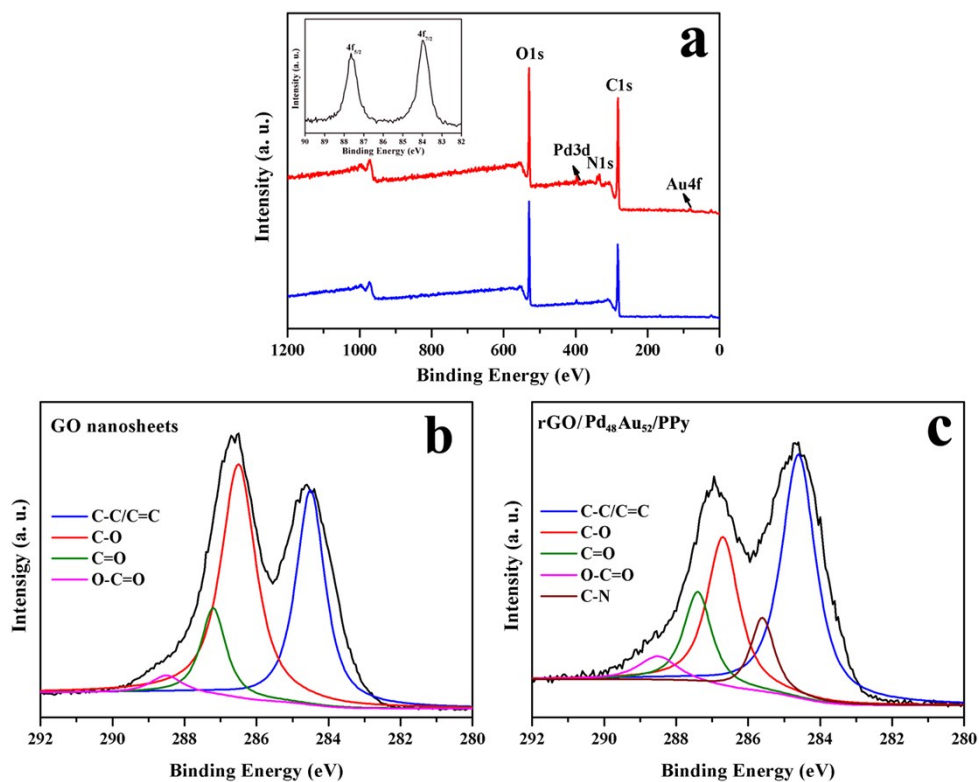 a
4f5/2
4f7/2
Intensity (a. u.)
90 89 88 87 86 85 84 83 82
Binding Energy (eV)
O1s
C1s
Pd3d
N1s
Au4f
Intensity (a. u.)
1200 1000 800 600 400 200 0
Binding Energy (eV)
GO nanosheets
b
C-C/C=C
C-O
C=O
O-C=O
Intensigy (a. u.)
292 290 288 286 284 282 280
Binding Energy (eV)
rGO/Pd48Au52/PPy
c
C-C/C=C
C-O
C=O
O-C=O
C-N
Intensity (a. u.)
292 290 288 286 284 282 280
Binding Energy (eV)